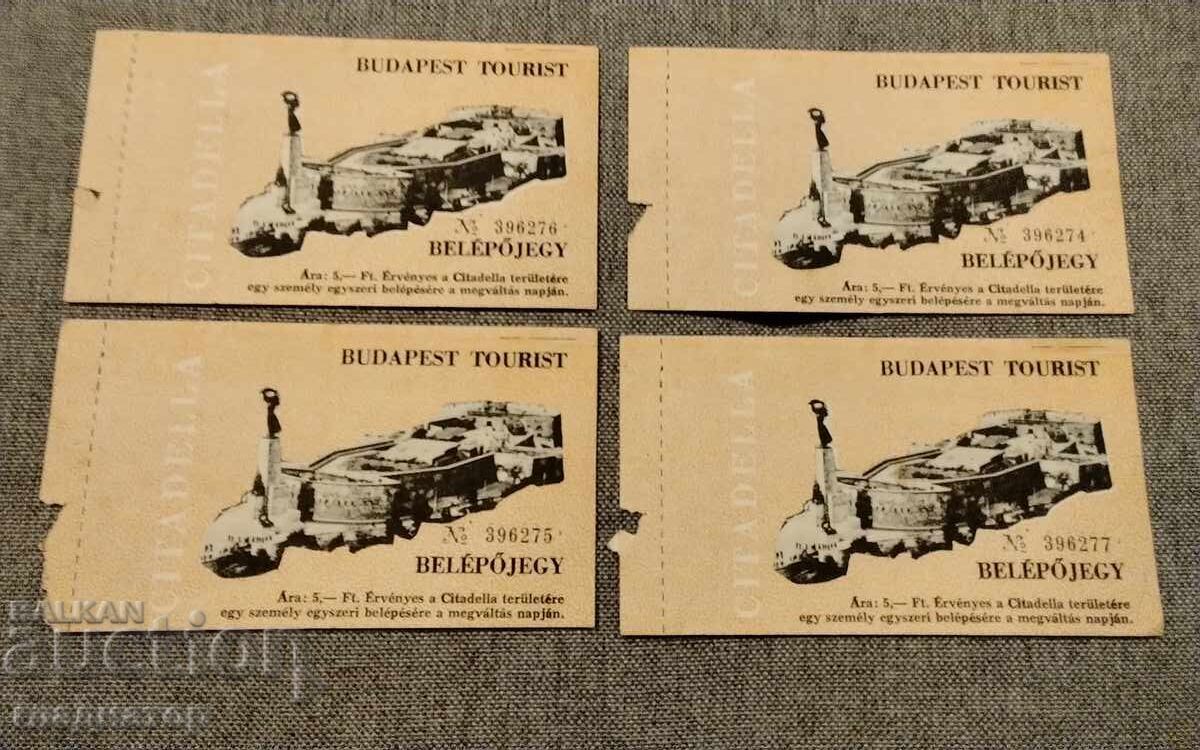 BUDAPEST TOURIST
CITADELLA
№ 396276
BELÉPŐJEGY
Ára: 5,— Ft. Érvényes a Citadella területére
egy személy egyszeri belépésére a megváltás napján.
BUDAPEST TOURIST
CITADELLA
№ 396274
BELÉPŐJEGY
Ára: 5,— Ft. Érvényes a Citadella területére
egy személy egyszeri belépésére a megváltás napján.
BUDAPEST TOURIST
CITADELLA
№ 396275
BELÉPŐJEGY
Ára: 5,— Ft. Érvényes a Citadella területére
egy személy egyszeri belépésére a megváltás napján.
BUDAPEST TOURIST
CITADELLA
№ 396277
BELÉPŐJEGY
Ára: 5,— Ft. Érvényes a Citadella területére
egy személy egyszeri belépésére a megváltás napján.
BALKAN
auction